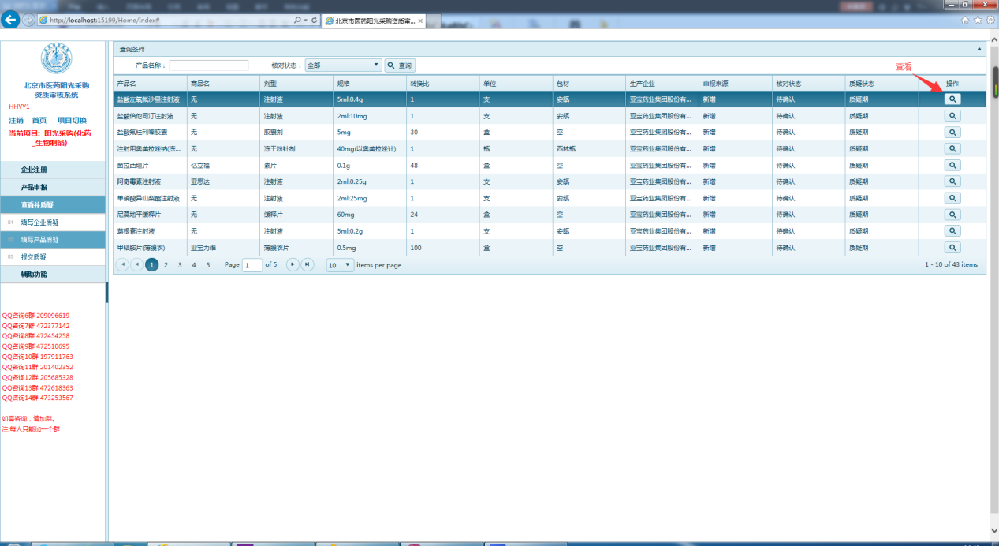 http://localhost:15199/Home/Index#
北京市医药阳光采购资质审...
北京市医药阳光采购
资质审核系统
HHYY1
注销 首页 项目切换
当前项目：阳光采购(化药
_生物制品)
企业注册
产品申报
查看并质疑
01 填写企业质疑
02 填写产品质疑
03 提交质疑
辅助功能
QQ咨询6群 209096619
QQ咨询7群 472377142
QQ咨询8群 472454258
QQ咨询9群 472510695
QQ咨询10群 197911763
QQ咨询11群 201402352
QQ咨询12群 205685328
QQ咨询13群 472618363
QQ咨询14群 473253567
如需咨询，请加群。
注:每人只能加一个群
查询条件
产品名称： 核对状态： 全部 查询
查看
产品名 商品名 剂型 规格 转换比 单位 包材 生产企业 申报来源 核对状态 质疑状态 操作
盐酸左氧氟沙星注射液 无 注射液 5ml:0.4g 1 支 安瓿 亚宝药业集团股份有... 新增 待确认 质疑期
盐酸倍他司汀注射液 无 注射液 2ml:10mg 1 支 安瓿 亚宝药业集团股份有... 新增 待确认 质疑期
盐酸氟桂利嗪胶囊 无 胶囊剂 5mg 30 盒 空 亚宝药业集团股份有... 新增 待确认 质疑期
注射用奥美拉唑钠(冻... 无 冻干粉针剂 40mg(以奥美拉唑计) 1 瓶 西林瓶 亚宝药业集团股份有... 新增 待确认 质疑期
茴拉西坦片 亿立福 素片 0.1g 48 盒 空 亚宝药业集团股份有... 新增 待确认 质疑期
阿奇霉素注射液 亚思达 注射液 2ml:0.25g 1 支 安瓿 亚宝药业集团股份有... 新增 待确认 质疑期
单硝酸异山梨酯注射液 无 注射液 2ml:25mg 1 支 安瓿 亚宝药业集团股份有... 新增 待确认 质疑期
尼莫地平缓释片 无 缓释片 60mg 24 盒 空 亚宝药业集团股份有... 新增 待确认 质疑期
葛根素注射液 无 注射液 5ml:0.2g 1 支 安瓿 亚宝药业集团股份有... 新增 待确认 质疑期
甲钴胺片(薄膜衣) 亚宝力维 薄膜衣片 0.5mg 100 盒 空 亚宝药业集团股份有... 新增 待确认 质疑期
1 2 3 4 5 Page 1 of 5 10 items per page 1 - 10 of 43 items